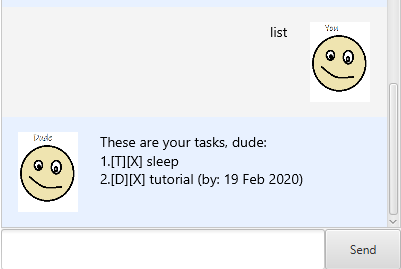 list
You
Dude
These are your tasks, dude:
1.[T][X] sleep
2.[D][X] tutorial (by: 19 Feb 2020)
Send